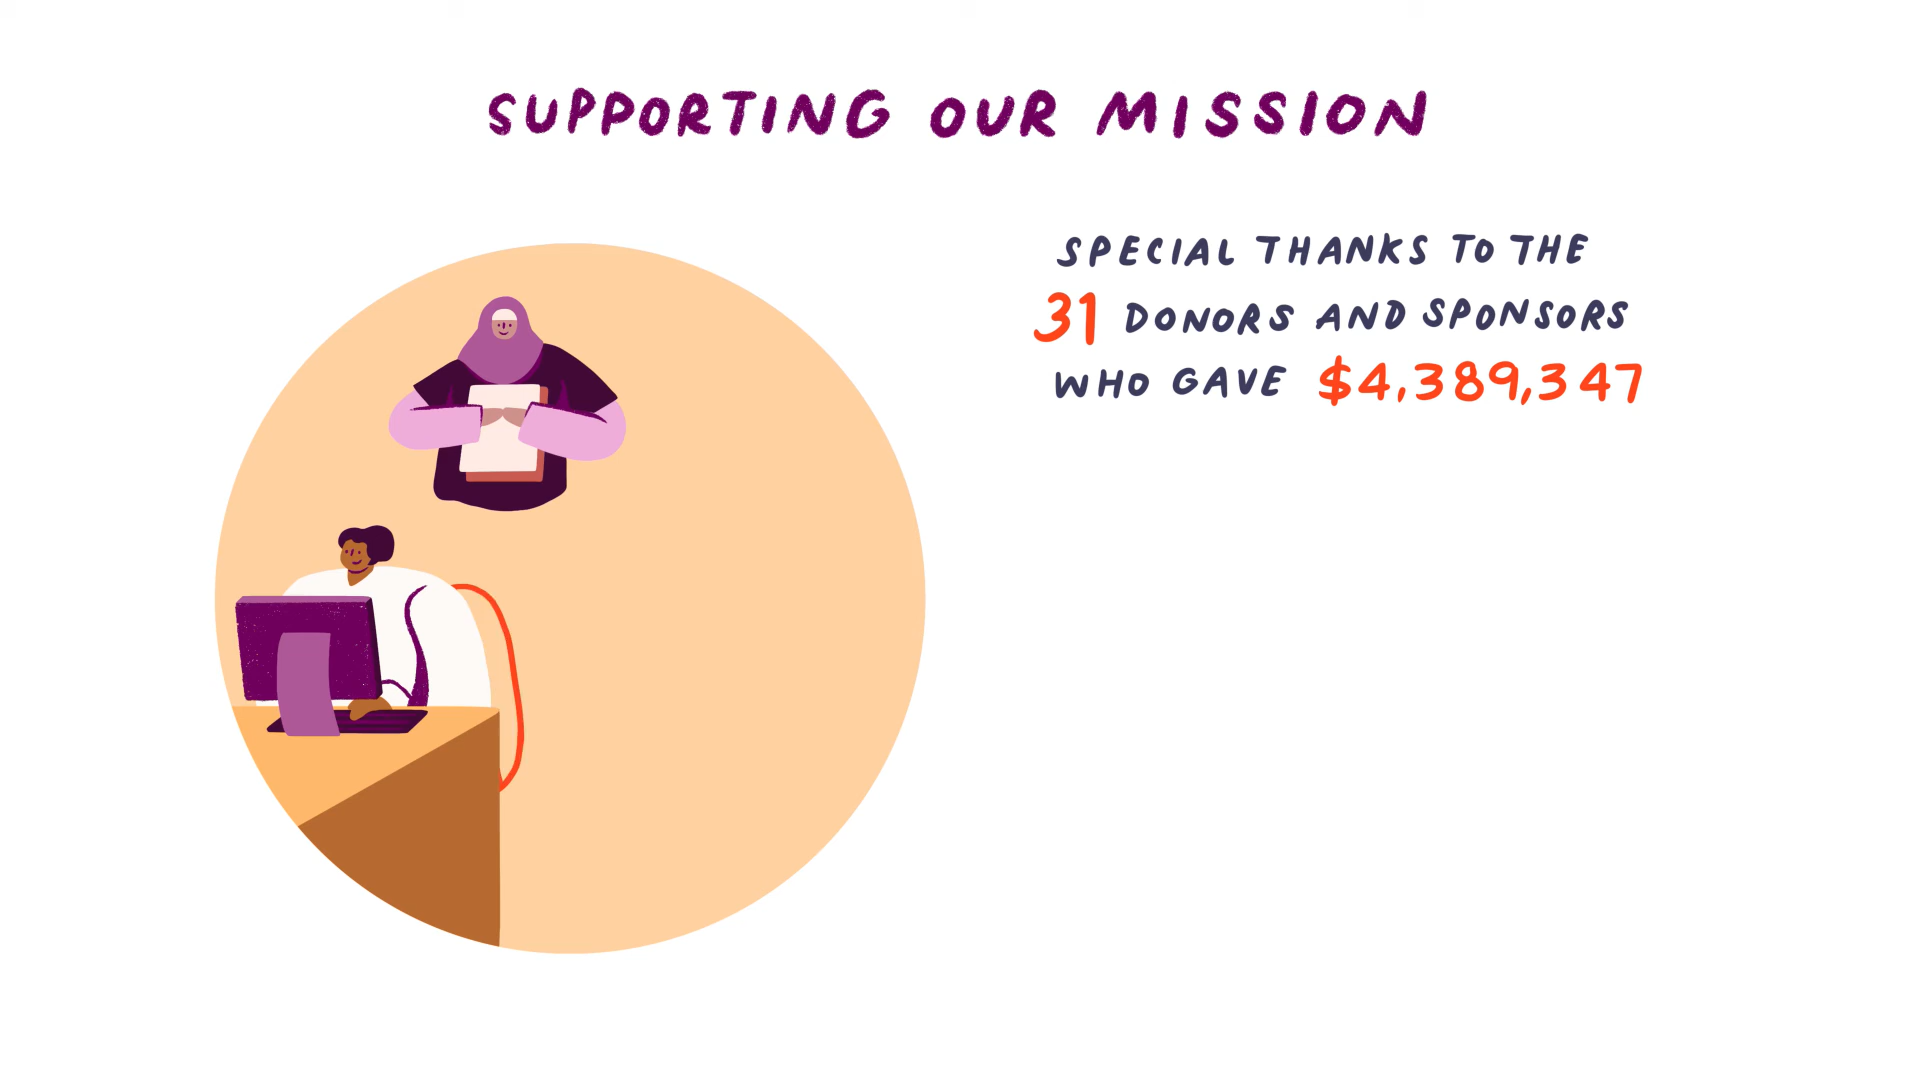 SUPPORTING OUR MISSION
SPECIAL THANKS TO THE
31 DONORS AND SPONSORS
WHO GAVE $4,389,347